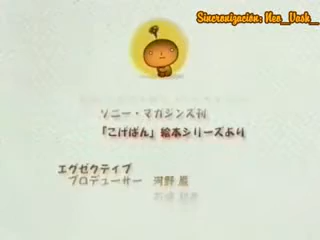 Sincronización: Neo_Vash_
ソニー・マガジンズ刊
「こげぱん」絵本シリーズより
エグゼクティブ
プロデューサー 河野 胤